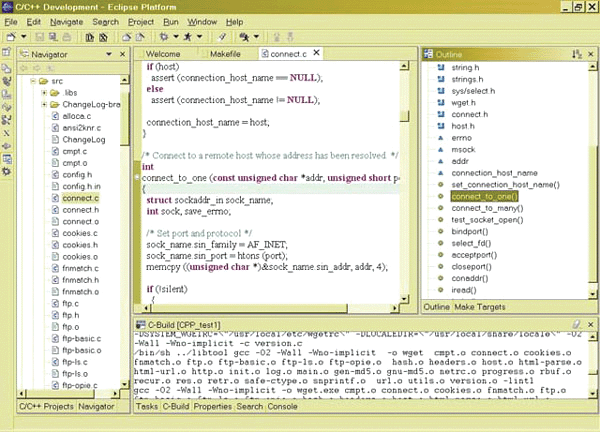 C/C++ Development - Eclipse Platform
File Edit Navigate Search Project Run Window Help
Navigator
src
.libs
ChangeLog-bra
alloca.c
ansi2knr.c
ChangeLog
cmpt.c
cmpt.o
config.h
config.h.in
connect.c
connect.h
connect.o
cookies.c
cookies.h
cookies.o
fnmatch.c
fnmatch.h
fnmatch.o
ftp.c
ftp.h
ftp.o
ftp-basic.c
ftp-basic.o
ftp-ls.c
ftp-ls.o
ftp-opie.c
C/C++ Projects Navigator
Welcome Makefile connect.c
if (host)
assert (connection_host_name == NULL);
else
assert (connection_host_name != NULL);
connection_host_name = host;
}
/* Connect to a remote host whose address has been resolved. */
int
connect_to_one (const unsigned char *addr, unsigned short p
{
struct sockaddr_in sock_name;
int sock, save_errno;
/* Set port and protocol */
sock_name.sin_family = AF_INET;
sock_name.sin_port = htons (port);
memcpy ((unsigned char *)&sock_name.sin_addr, addr, 4);
if (!silent)
{
Outline
string.h
strings.h
sys/select.h
wget.h
connect.h
host.h
errno
msock
addr
connection_host_name
set_connection_host_name()
connect_to_one()
connect_to_many()
test_socket_open()
bindport()
select_fd()
acceptport()
closeport()
conaddr()
iread()
Outline Make Targets
C-Build [CPP_test1]
-DSYSTEM_WGETRC=\"/usr/local/etc/wgetrc\" -DLOCALEDIR=\"/usr/local/share/locale\" -O2
-Wall -Wno-implicit -c version.c
/bin/sh ../libtool gcc -O2 -Wall -Wno-implicit -o wget cmpt.o connect.o cookies.o
fnmatch.o ftp.o ftp-basic.o ftp-ls.o ftp-opie.o hash.o headers.o host.o html-parse.o
html-url.o http.o init.o log.o main.o gen-md5.o gnu-md5.o netrc.o progress.o rbuf.o
recur.o res.o retr.o safe-ctype.o snprintf.o url.o utils.o version.o -lintl
gcc -O2 -Wall -Wno-implicit -o wget.exe cmpt.o connect.o cookies.o fnmatch.o ftp.o
Tasks C-Build Properties Search Console